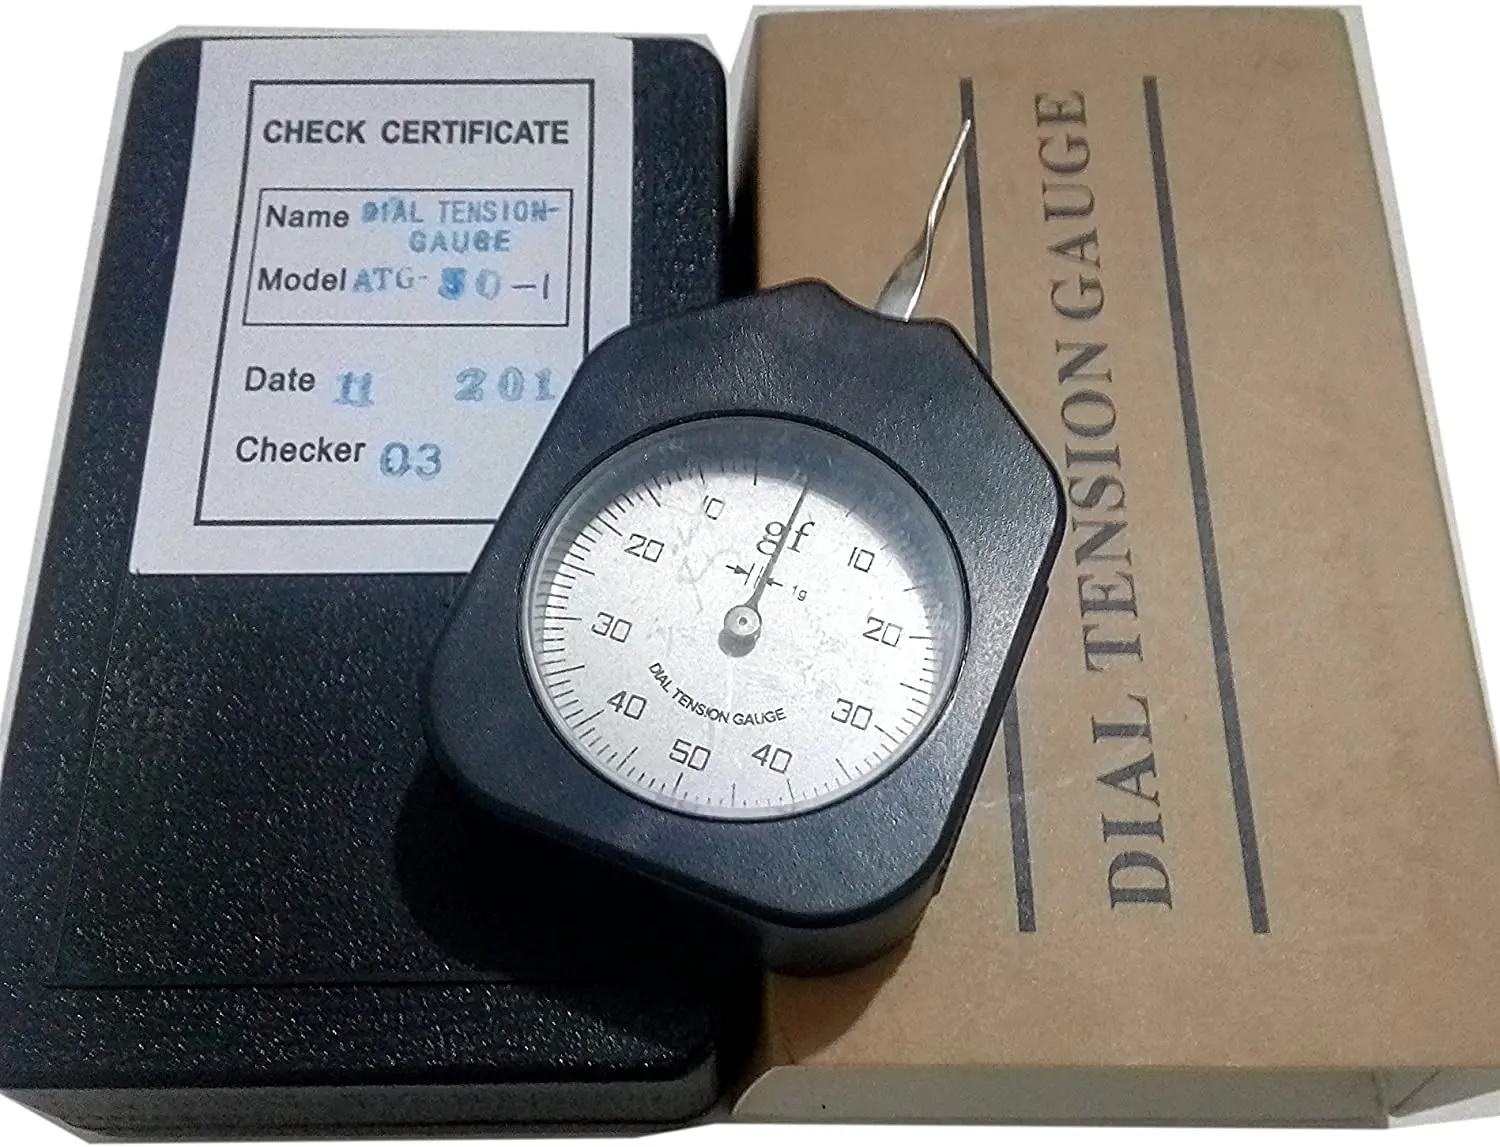 CHECK CERTIFICATE
Name DIAL TENSION-
GAUGE
Model ATG-50-1
Date 11 201
Checker 03
10 gf 10
20 1g 20
30 30
40 40
50
DIAL TENSION GAUGE
DIAL TENSION GAUGE